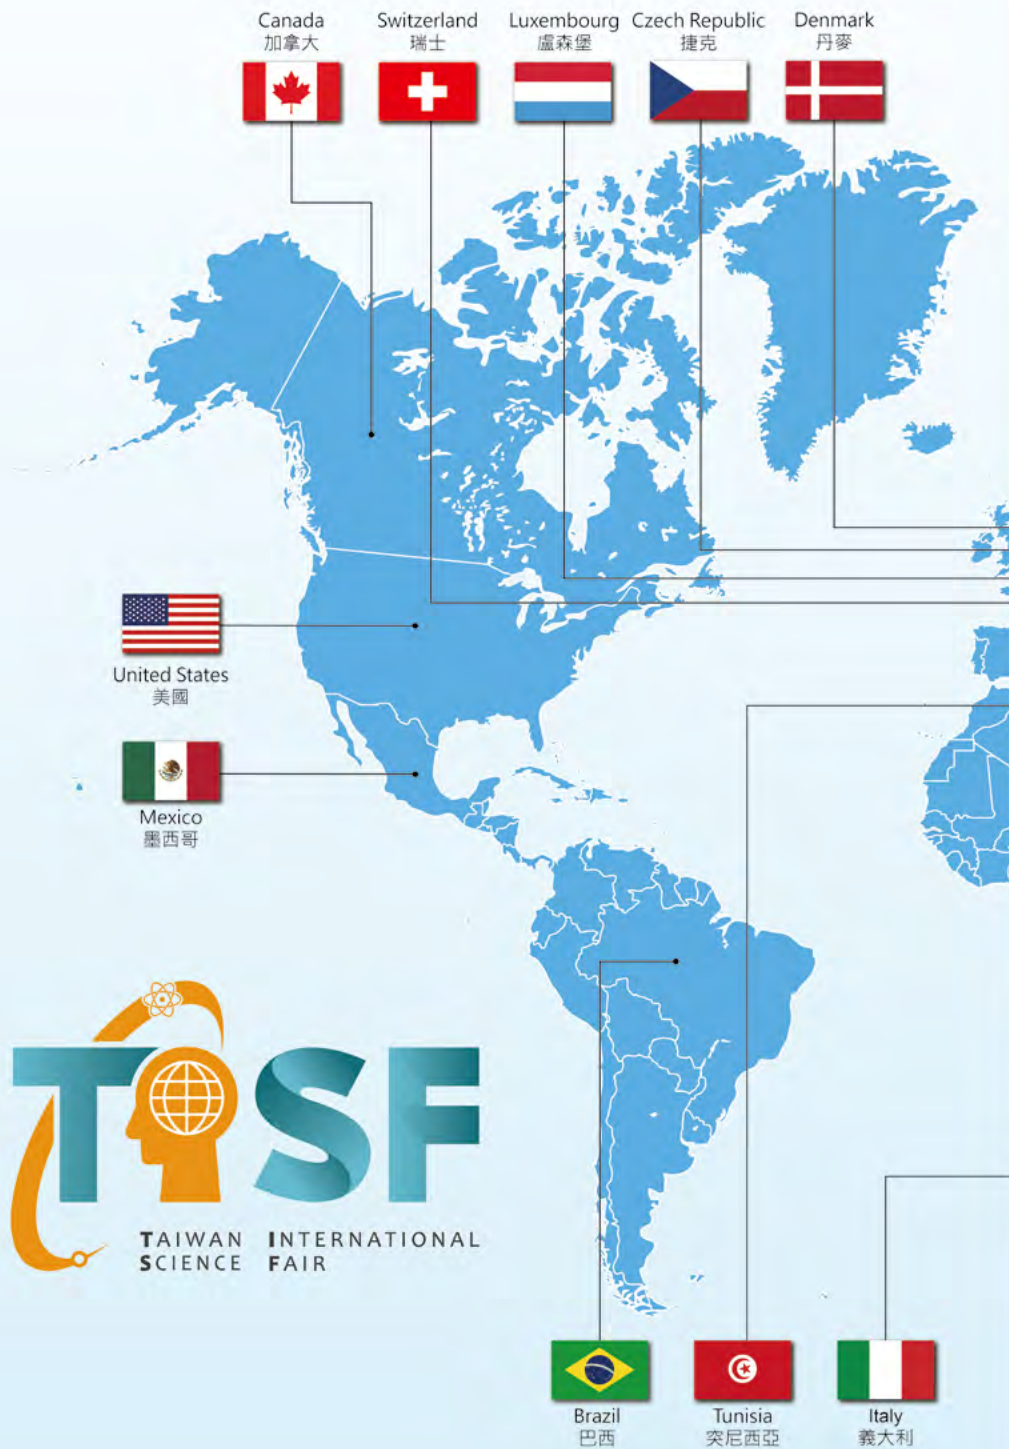 Canada
加拿大
Switzerland
瑞士
Luxembourg
盧森堡
Czech Republic
捷克
Denmark
丹麥
United States
美國
Mexico
墨西哥
TISF
TAIWAN INTERNATIONAL
SCIENCE FAIR
Brazil
巴西
Tunisia
突尼西亞
Italy
義大利